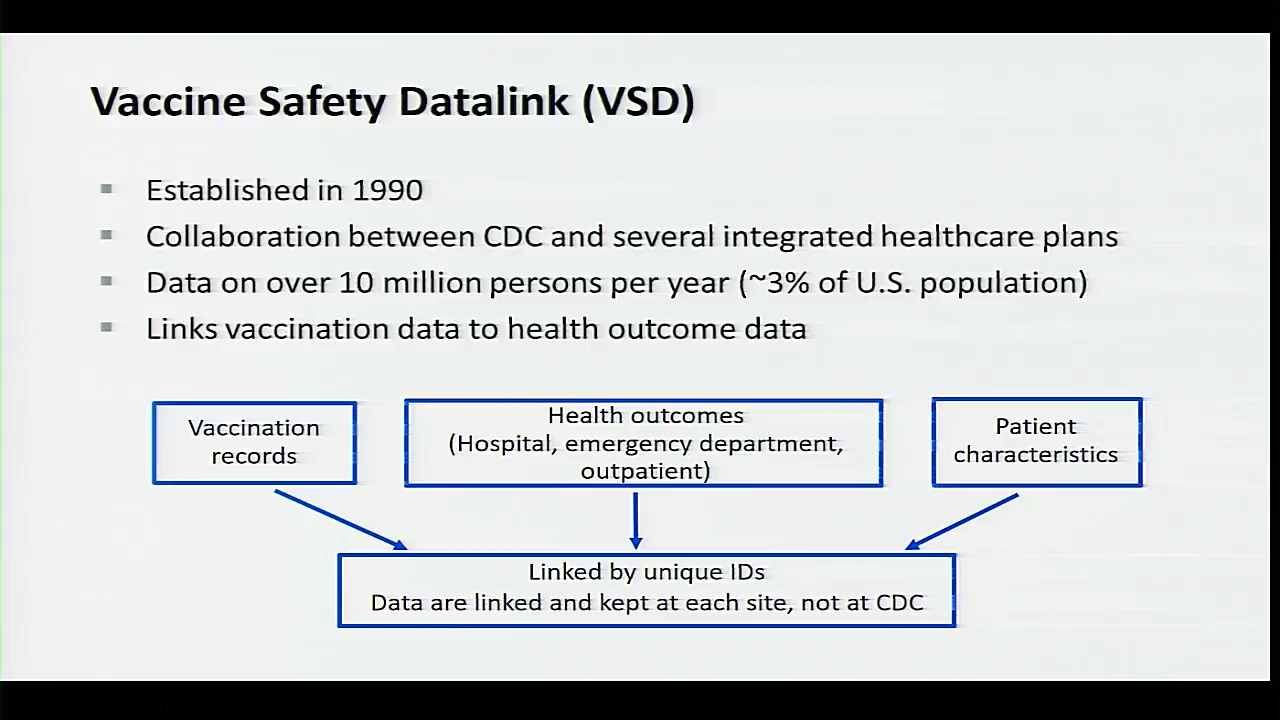 Vaccine Safety Datalink (VSD)
Established in 1990
Collaboration between CDC and several integrated healthcare plans
Data on over 10 million persons per year (~3% of U.S. population)
Links vaccination data to health outcome data
Vaccination
records
Health outcomes
(Hospital, emergency department,
outpatient)
Patient
characteristics
Linked by unique IDs
Data are linked and kept at each site, not at CDC